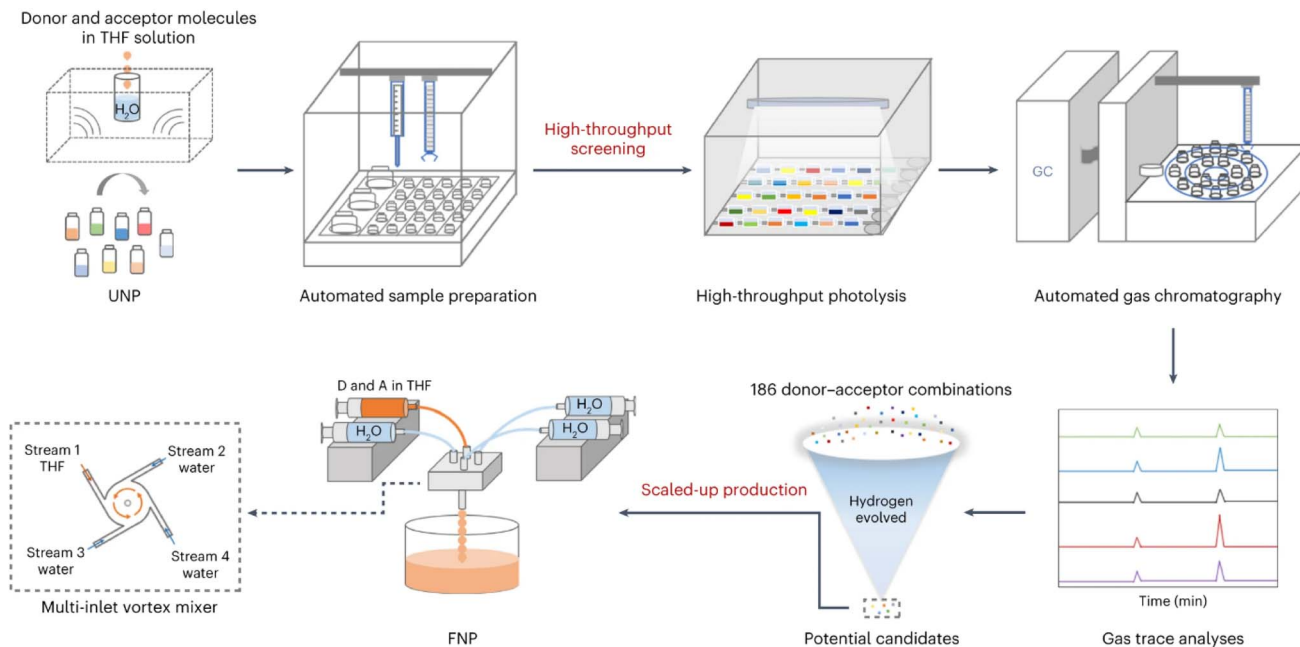 Donor and acceptor molecules
in THF solution
H₂O
UNP
Automated sample preparation
High-throughput
screening
High-throughput photolysis
GC
Automated gas chromatography
Stream 1
THF
Stream 2
water
Stream 3
water
Stream 4
water
Multi-inlet vortex mixer
D and A in THF
H₂O
H₂O
H₂O
FNP
Scaled-up production
186 donor–acceptor combinations
Hydrogen
evolved
Potential candidates
Time (min)
Gas trace analyses